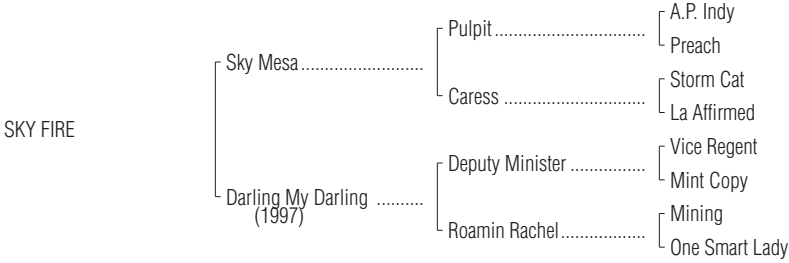 A.P. Indy
Pulpit..............................
Preach
Sky Mesa..........................
Storm Cat
Caress ..............................
La Affirmed
SKY FIRE
Vice Regent
Deputy Minister ................
Mint Copy
Darling My Darling ..........
(1997)
Mining
Roamin Rachel..................
One Smart Lady